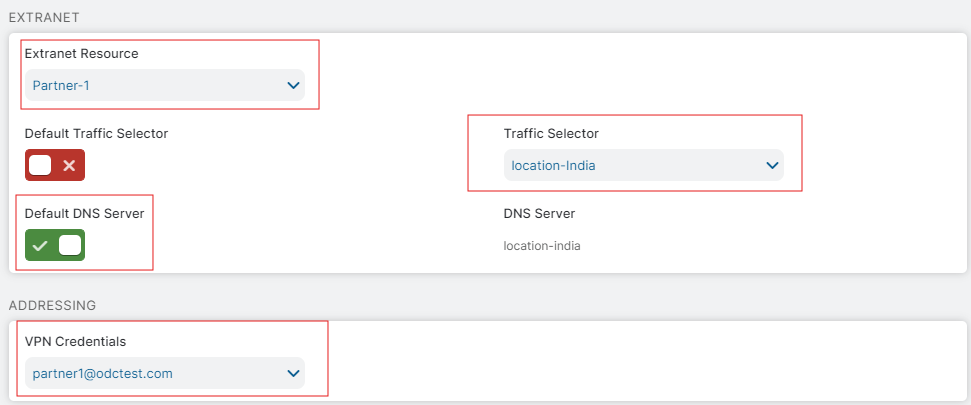 EXTRANET
Extranet Resource
Partner-1
Default Traffic Selector
Traffic Selector
location-India
Default DNS Server
DNS Server
location-india
ADDRESSING
VPN Credentials
partner1@odctest.com